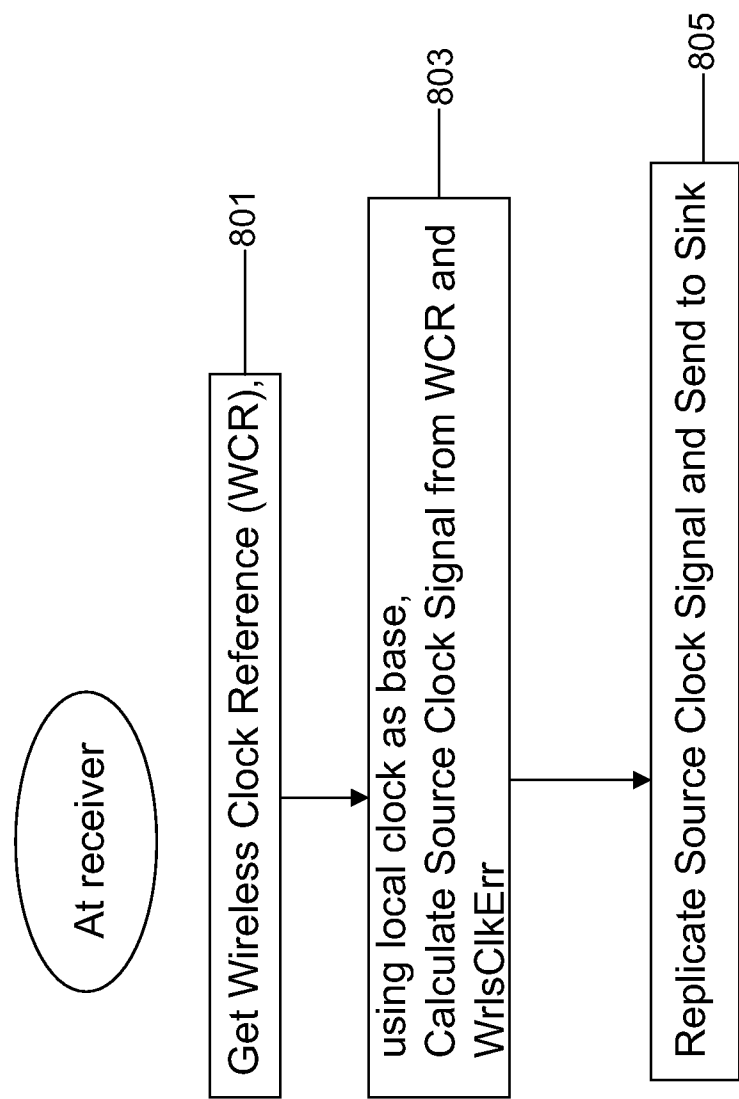 At receiver
Get Wireless Clock Reference (WCR),
801
using local clock as base,
Calculate Source Clock Signal from WCR and
WrlsClkErr
803
Replicate Source Clock Signal and Send to Sink
805